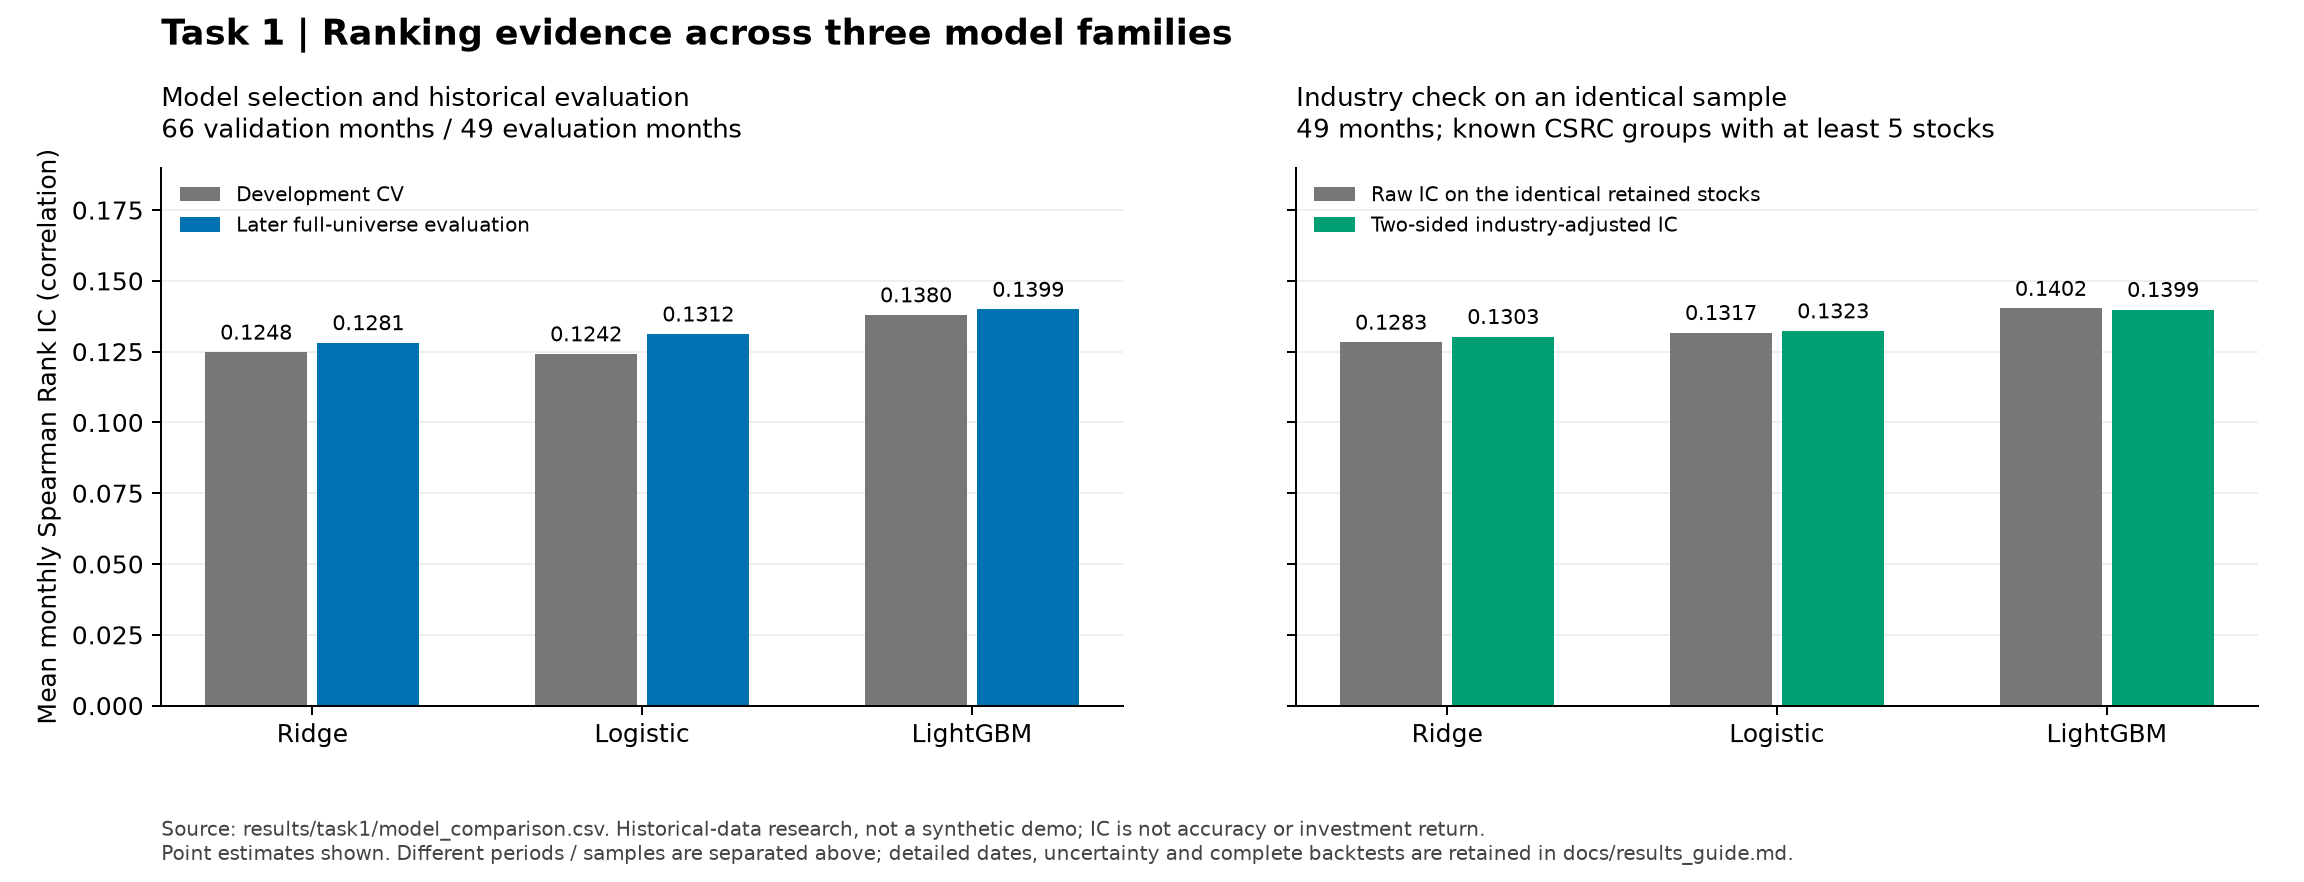 Task 1 | Ranking evidence across three model families
Model selection and historical evaluation
66 validation months / 49 evaluation months
Mean monthly Spearman Rank IC (correlation)
Development CV
Later full-universe evaluation
0.175
0.150
0.125
0.100
0.075
0.050
0.025
0.000
0.1248
0.1281
0.1242
0.1312
0.1380
0.1399
Ridge
Logistic
LightGBM
Industry check on an identical sample
49 months; known CSRC groups with at least 5 stocks
Raw IC on the identical retained stocks
Two-sided industry-adjusted IC
0.1283
0.1303
0.1317
0.1323
0.1402
0.1399
Ridge
Logistic
LightGBM
Source: results/task1/model_comparison.csv. Historical-data research, not a synthetic demo; IC is not accuracy or investment return.
Point estimates shown. Different periods / samples are separated above; detailed dates, uncertainty and complete backtests are retained in docs/results_guide.md.